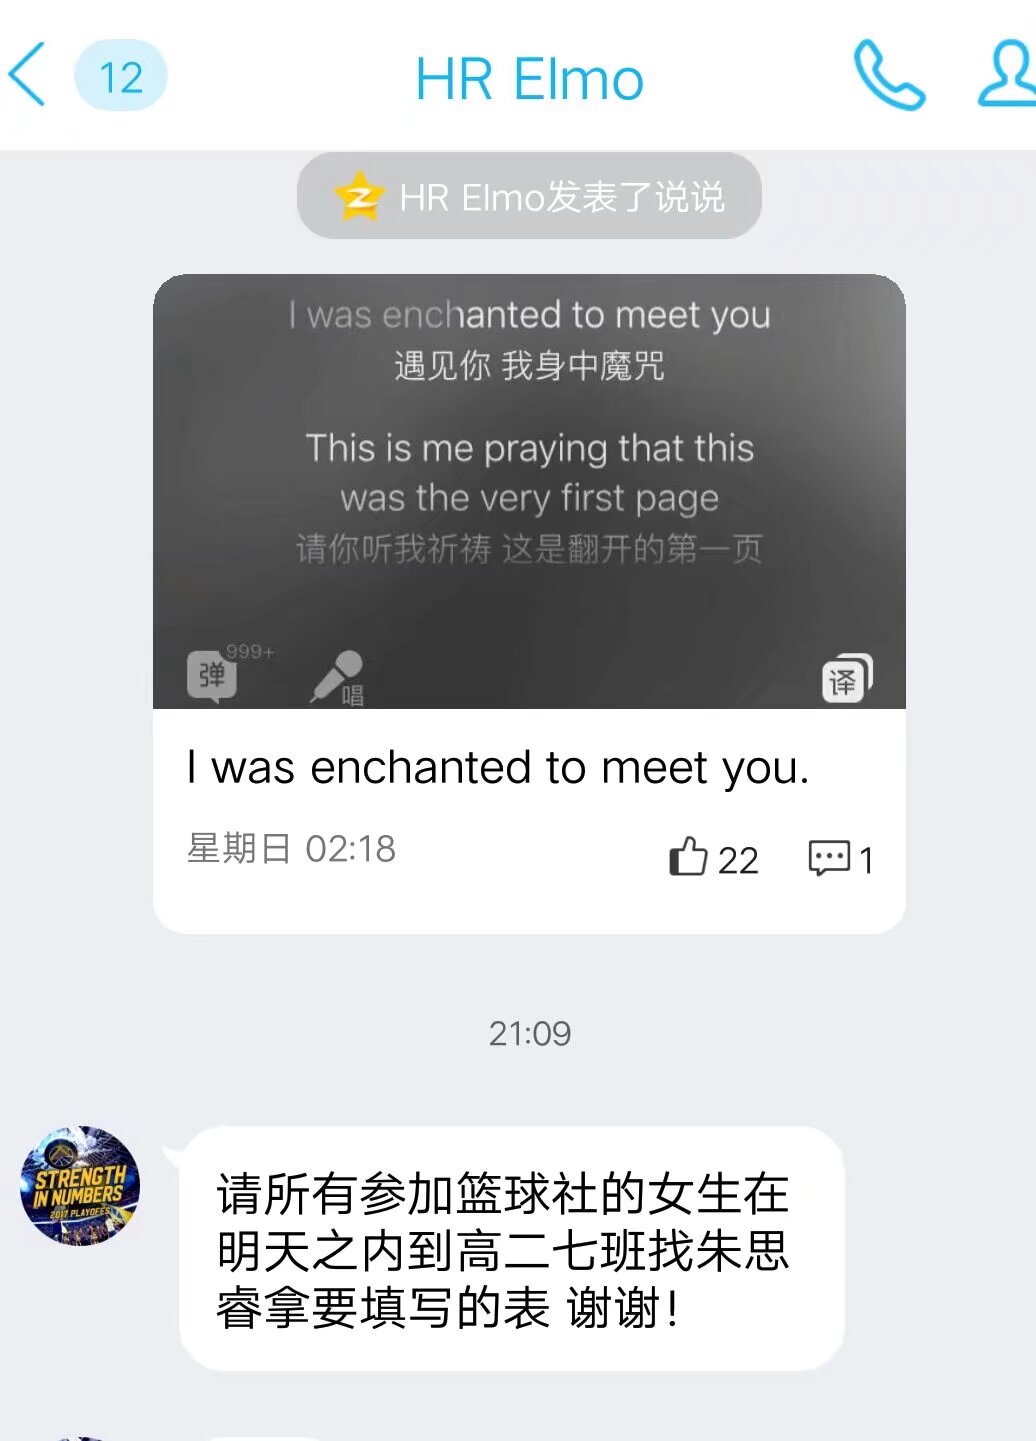 12
HR Elmo
HR Elmo发表了说说
I was enchanted to meet you
遇见你 我身中魔咒
This is me praying that this
was the very first page
请你听我祈祷 这是翻开的第一页
弹 999+
唱
译
I was enchanted to meet you.
星期日 02:18
22
1
21:09
STRENGTH
IN NUMBERS
2017 PLAYOFFS
请所有参加篮球社的女生在
明天之内到高二七班找朱思
睿拿要填写的表 谢谢！